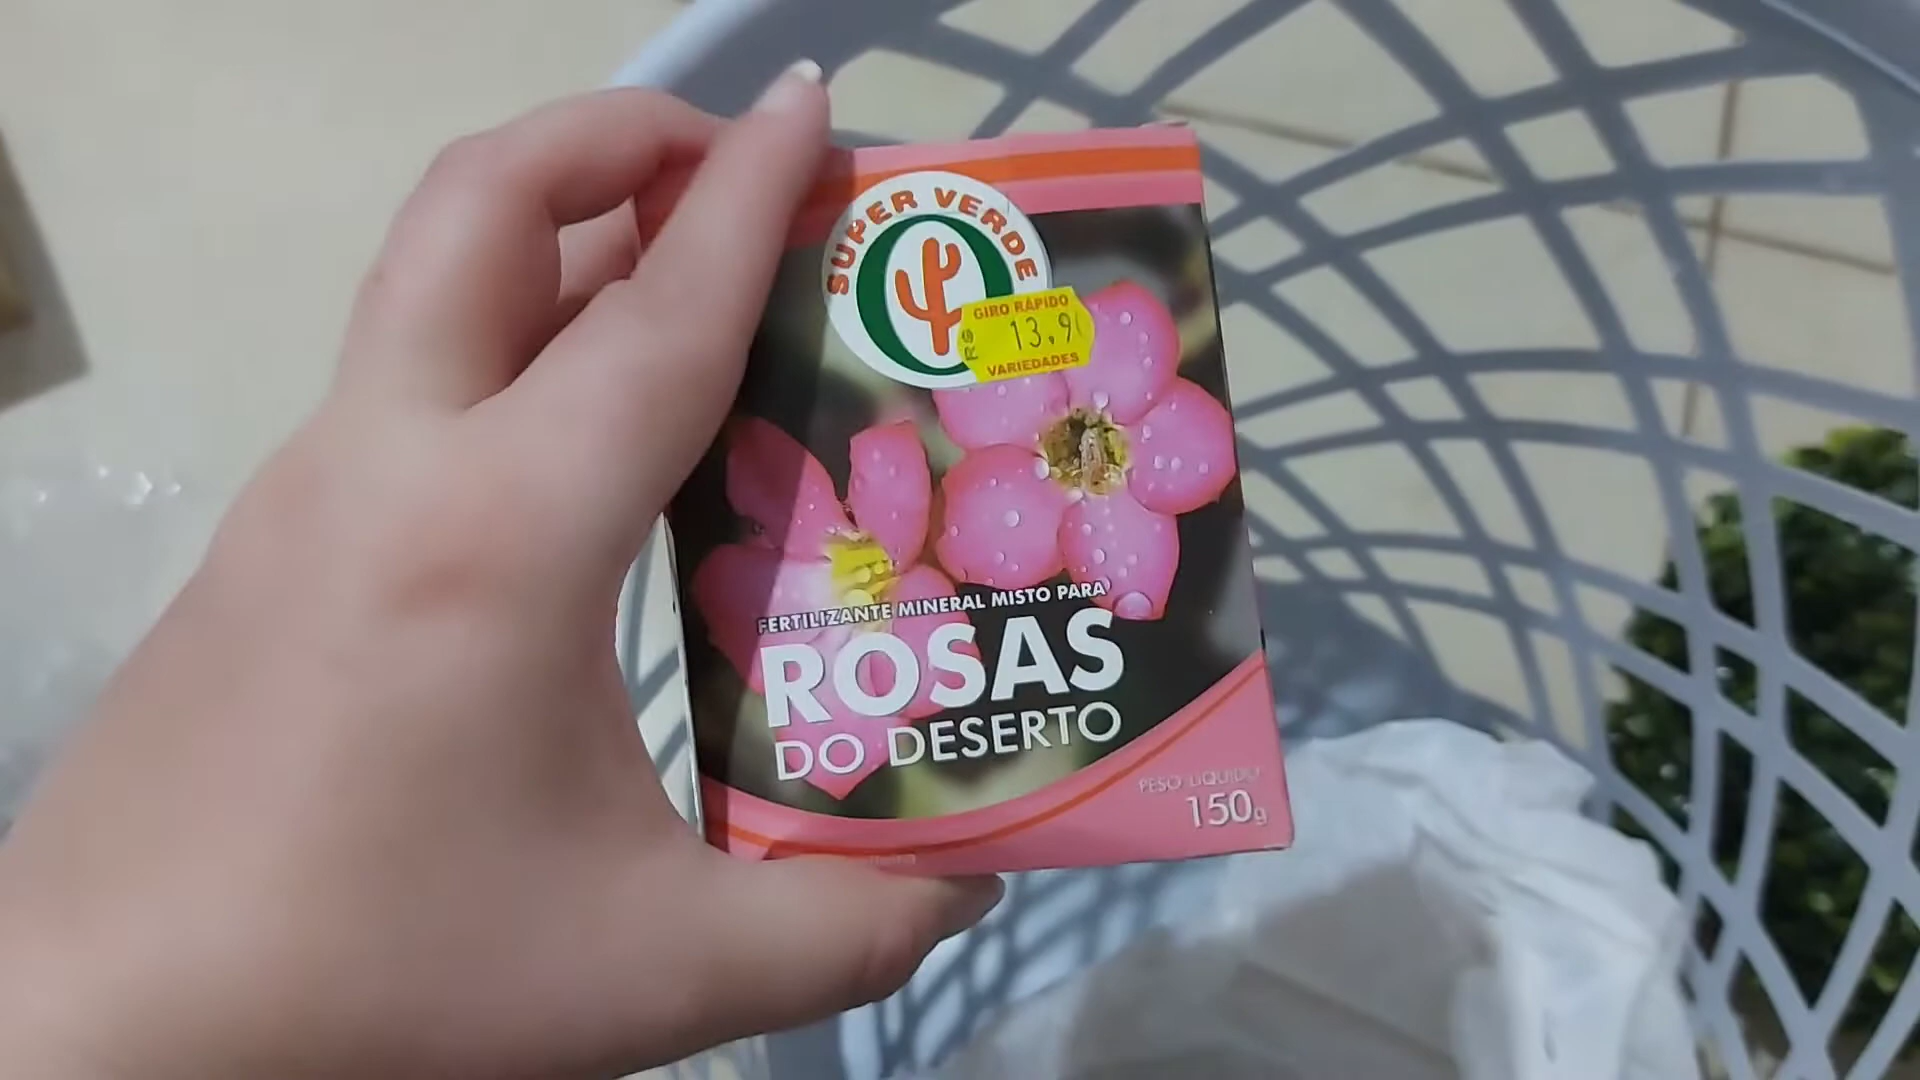 SUPER VERDE
GIRO RÁPIDO
R$ 13,9
VARIEDADES
FERTILIZANTE MINERAL MISTO PARA
ROSAS
DO DESERTO
PESO LÍQUIDO
150g